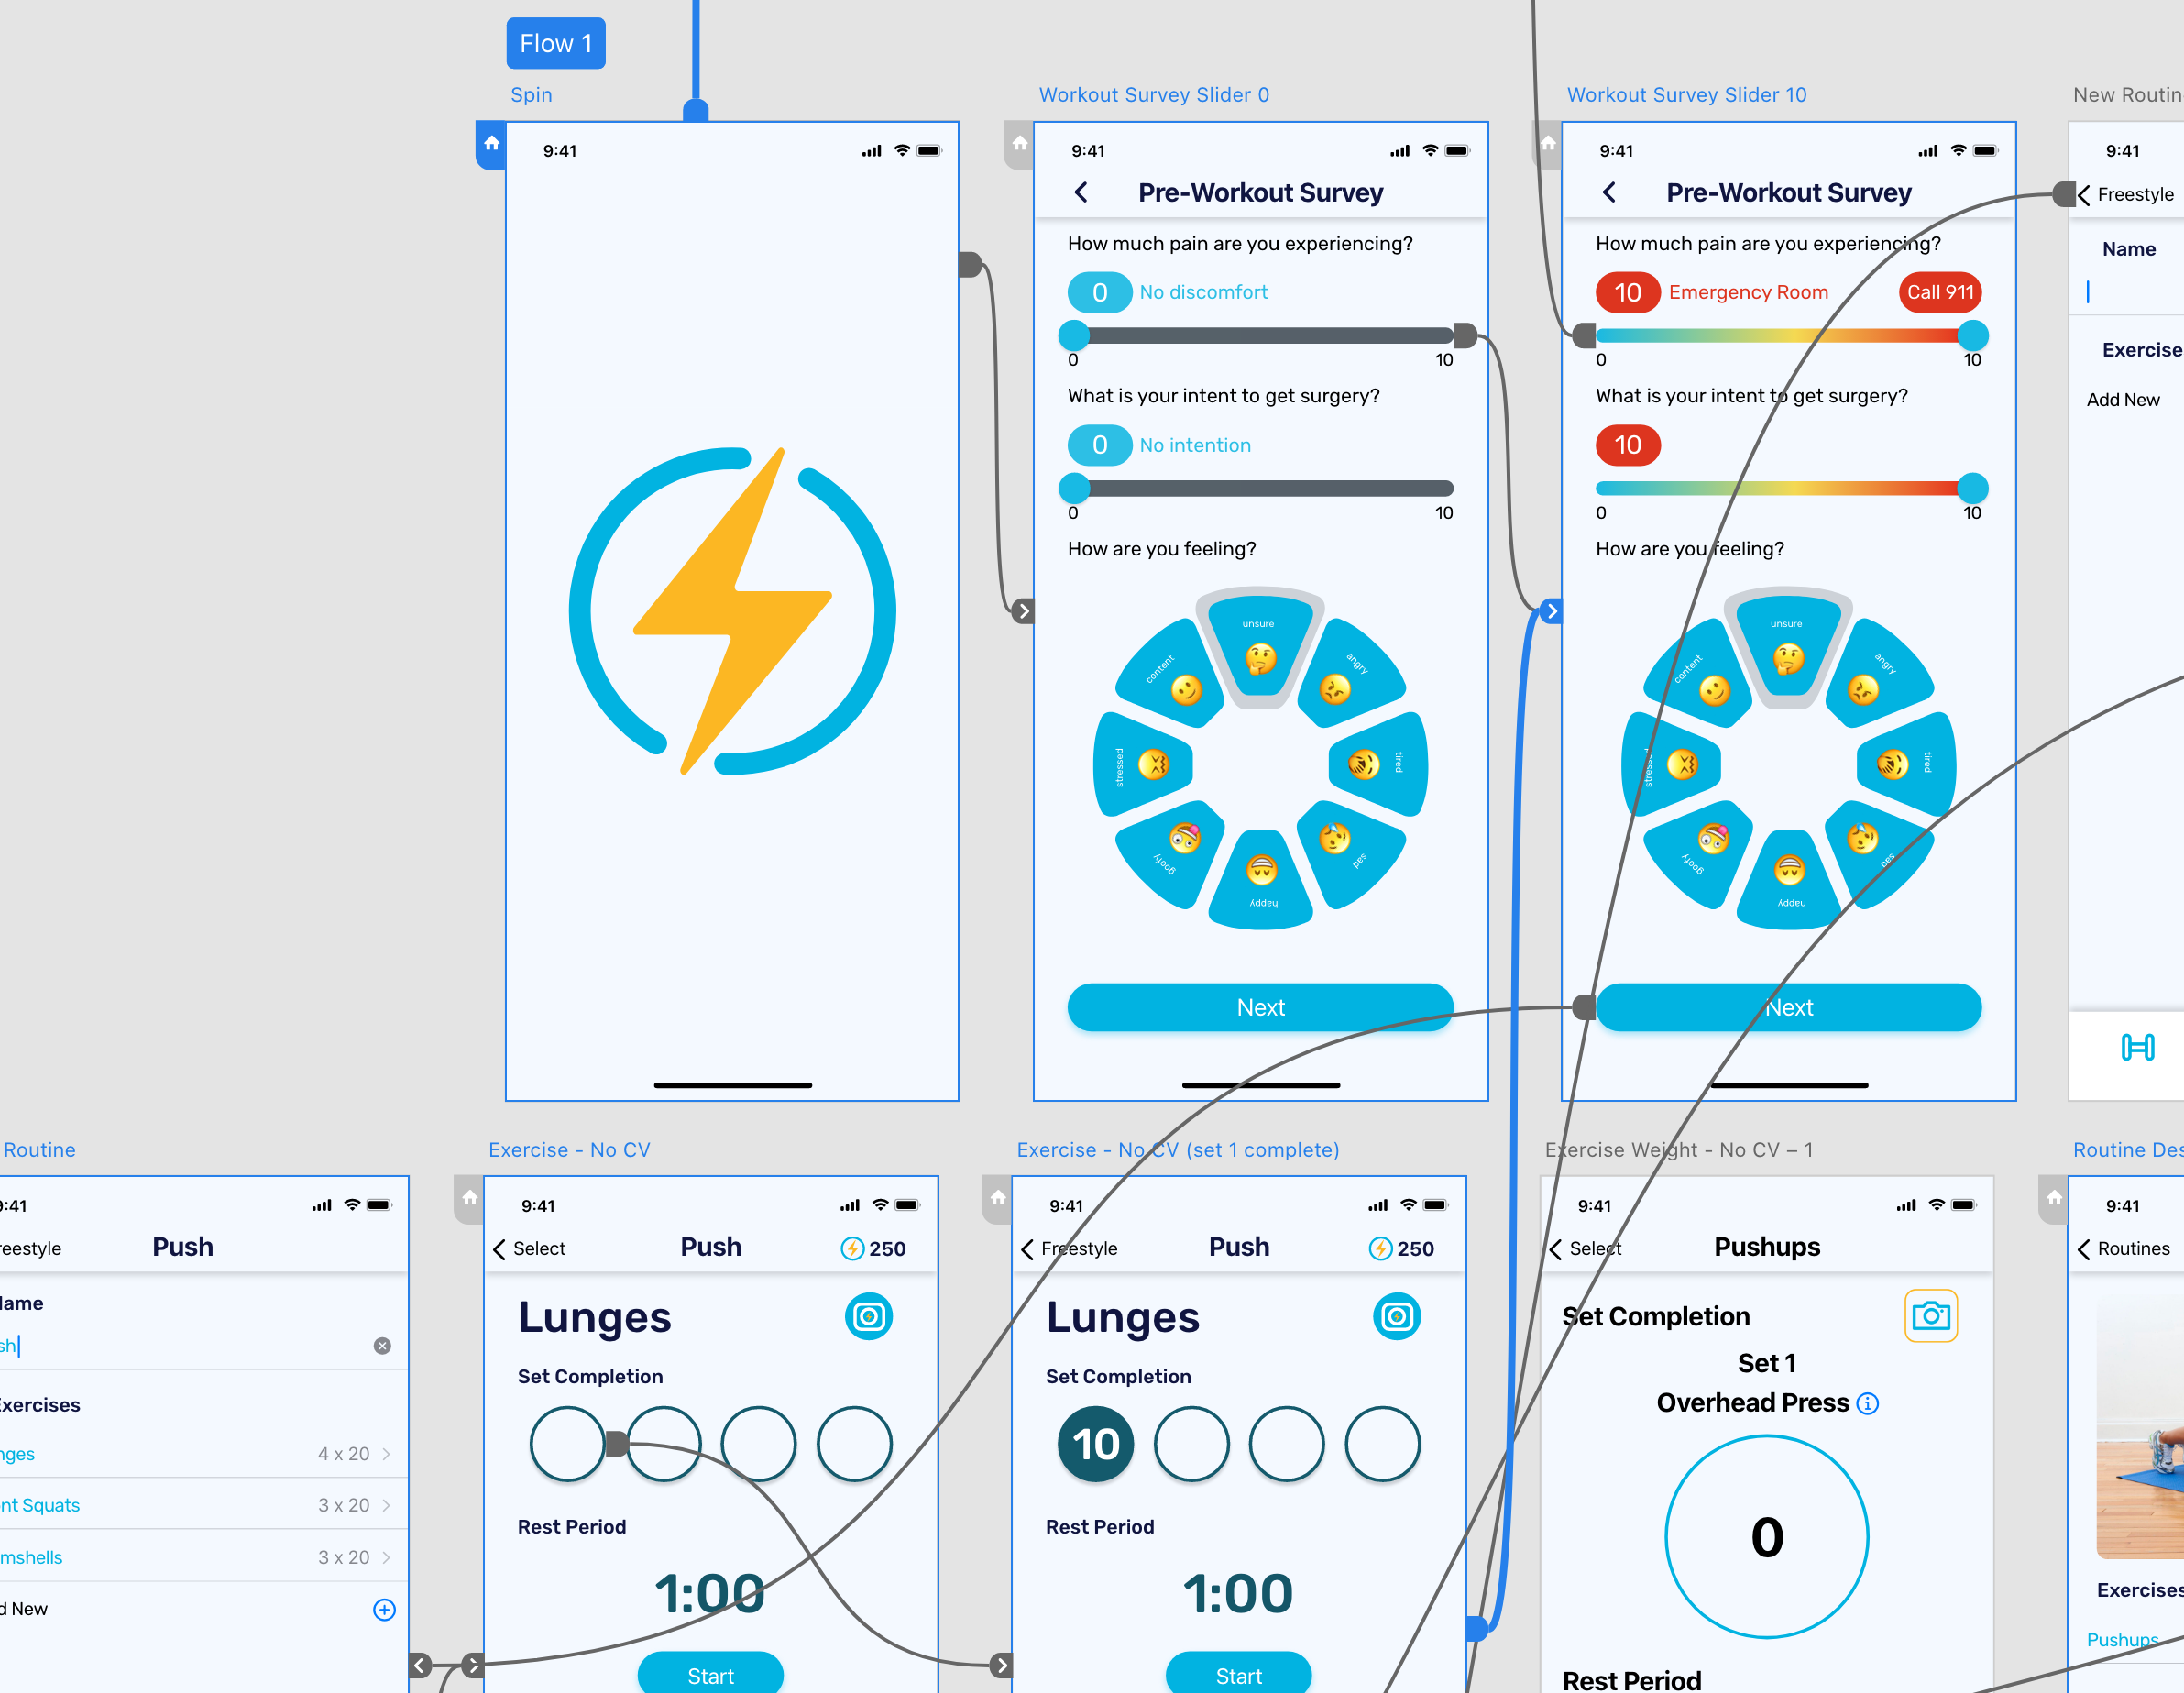 Flow 1
Spin
9:41
Workout Survey Slider 0
9:41
Pre-Workout Survey
How much pain are you experiencing?
0 No discomfort
0 10
What is your intent to get surgery?
0 No intention
0 10
How are you feeling?
unsure
angry
tired
sad
happy
goofy
stressed
content
Next
Workout Survey Slider 10
9:41
Pre-Workout Survey
How much pain are you experiencing?
10 Emergency Room Call 911
0 10
What is your intent to get surgery?
10
0 10
How are you feeling?
unsure
angry
tired
sad
happy
goofy
stressed
content
Next
New Routin
9:41
Freestyle
Name
Exercise
Add New
Routine
9:41
reestyle Push
lame
sh
Exercises
nges 4 x 20
nt Squats 3 x 20
mshells 3 x 20
d New
Exercise - No CV
9:41
Select Push 250
Lunges
Set Completion
Rest Period
1:00
Start
Exercise - No CV (set 1 complete)
9:41
Freestyle Push 250
Lunges
Set Completion
10
Rest Period
1:00
Start
Exercise Weight - No CV – 1
9:41
Select Pushups
Set Completion
Set 1
Overhead Press
0
Rest Period
Routine Des
9:41
Routines
Exercises
Pushups